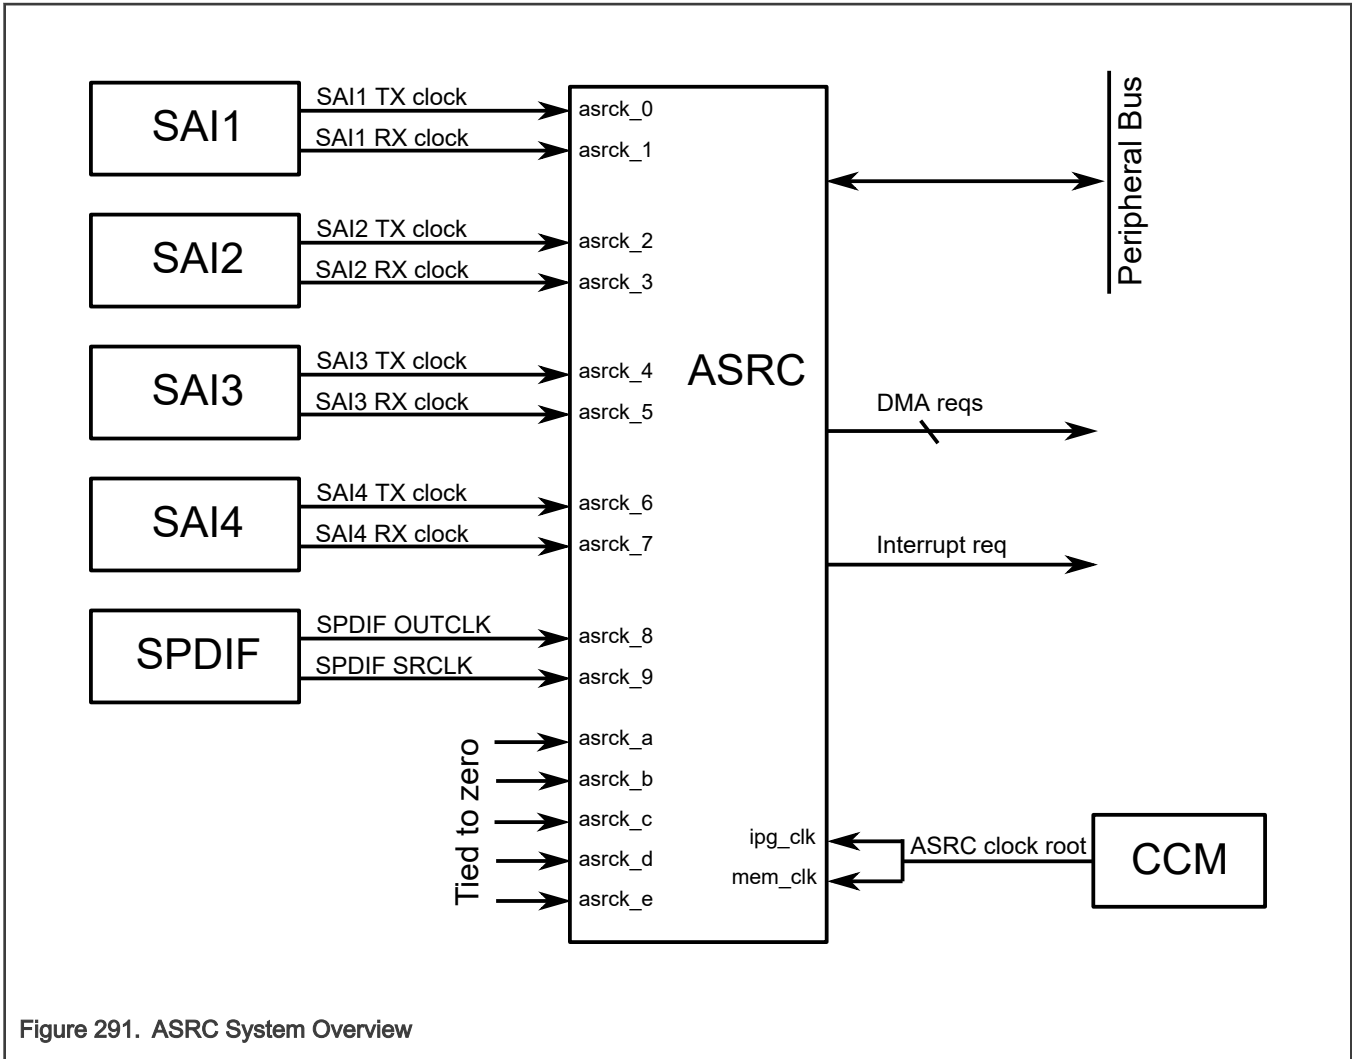 SAI1
SAI1 TX clock
asrck_0
SAI1 RX clock
asrck_1
SAI2
SAI2 TX clock
asrck_2
SAI2 RX clock
asrck_3
SAI3
SAI3 TX clock
asrck_4
SAI3 RX clock
asrck_5
SAI4
SAI4 TX clock
asrck_6
SAI4 RX clock
asrck_7
SPDIF
SPDIF OUTCLK
asrck_8
SPDIF SRCLK
asrck_9
Tied to zero
asrck_a
asrck_b
asrck_c
asrck_d
asrck_e
ASRC
Peripheral Bus
DMA reqs
Interrupt req
ipg_clk
mem_clk
ASRC clock root
CCM
Figure 291. ASRC System Overview